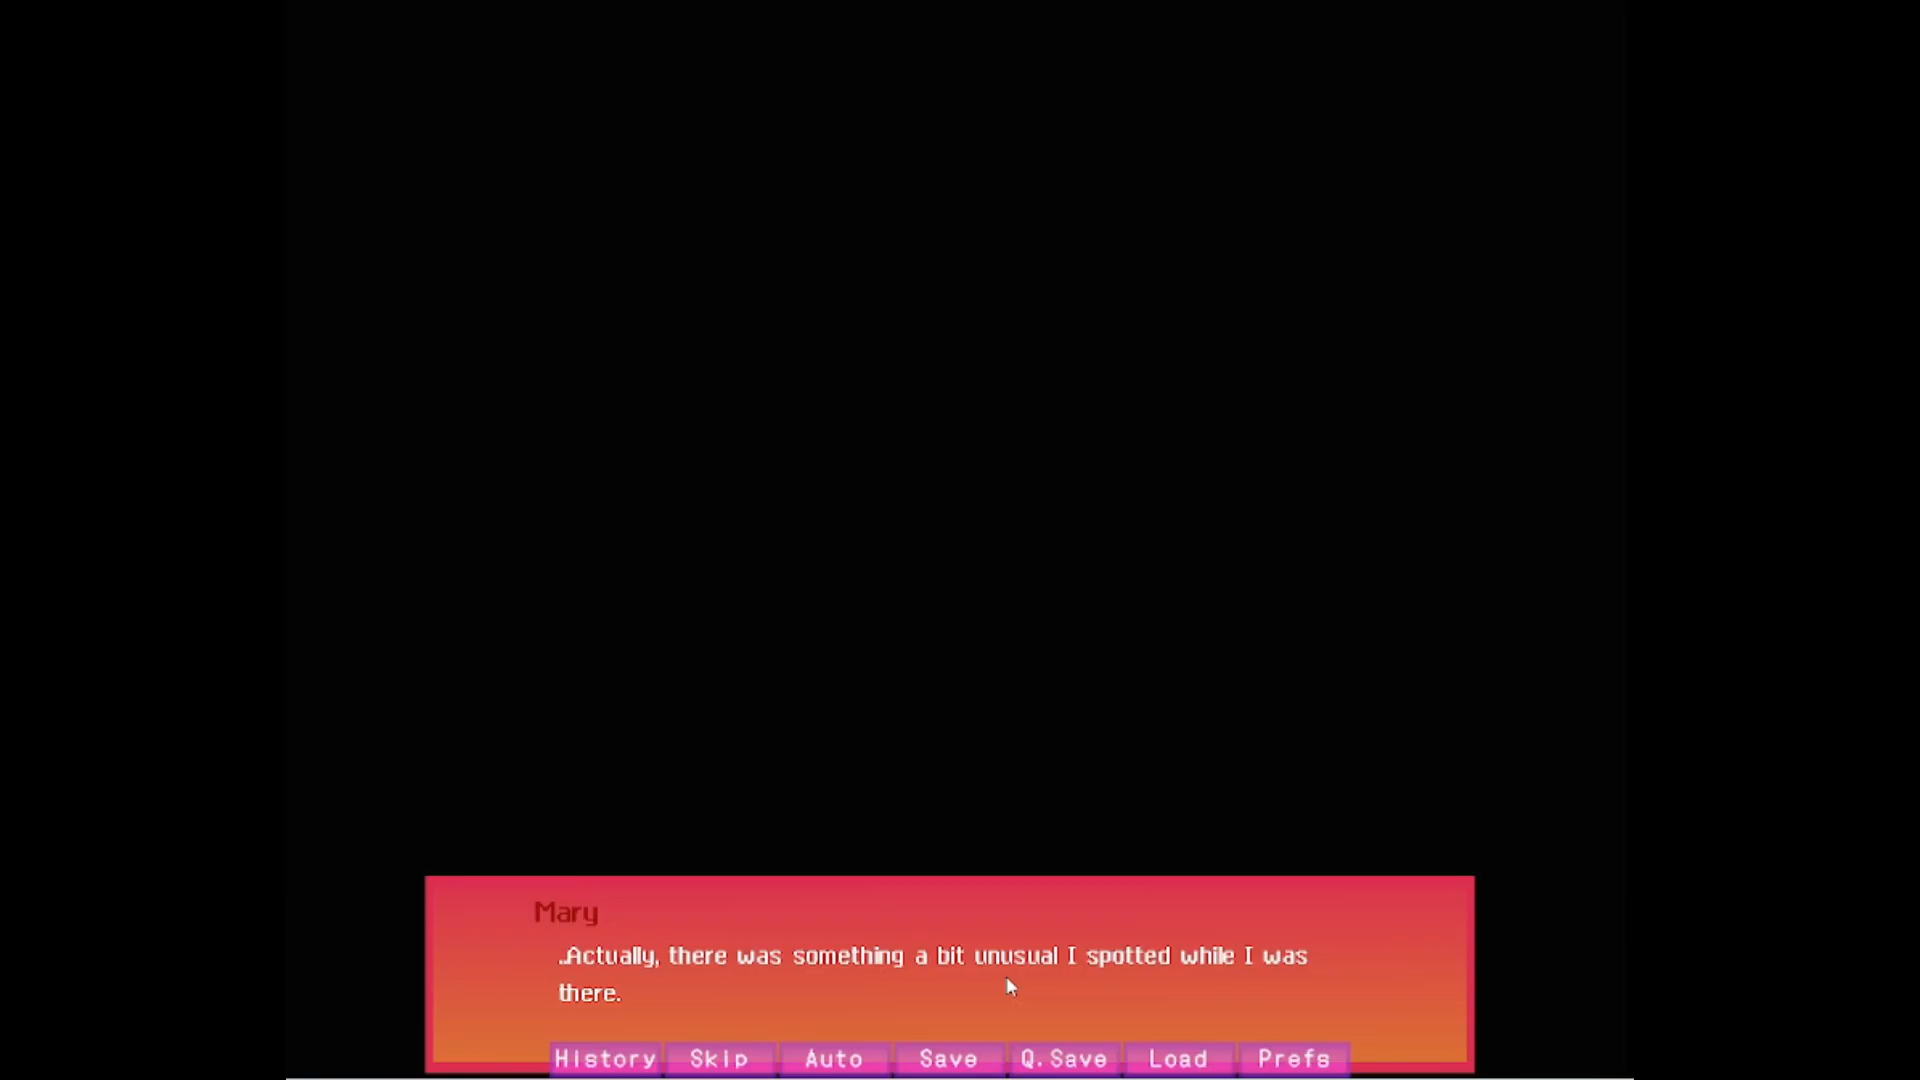 Mary
..Actually, there was something a bit unusual I spotted while I was
there.
History Skip Auto Save Q.Save Load Prefs